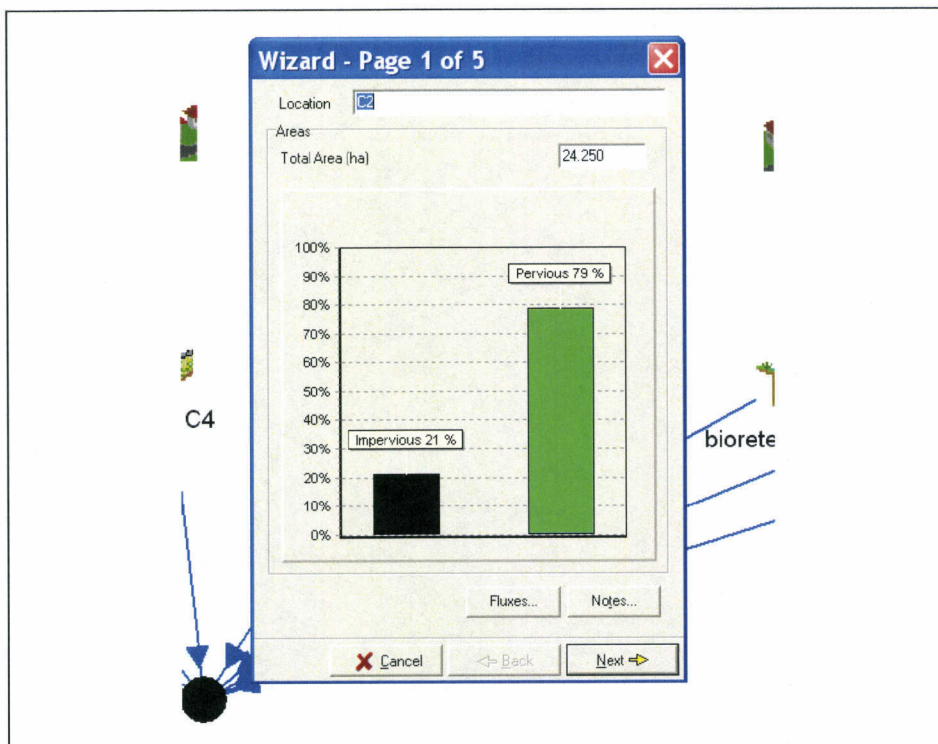 Wizard - Page 1 of 5
Location C2
Areas
Total Area (ha) 24.250
100%
90%
Pervious 79 %
80%
70%
60%
50%
40%
Impervious 21 %
30%
20%
10%
0%
C4
biorete
Fluxes... Notes...
Cancel Back Next